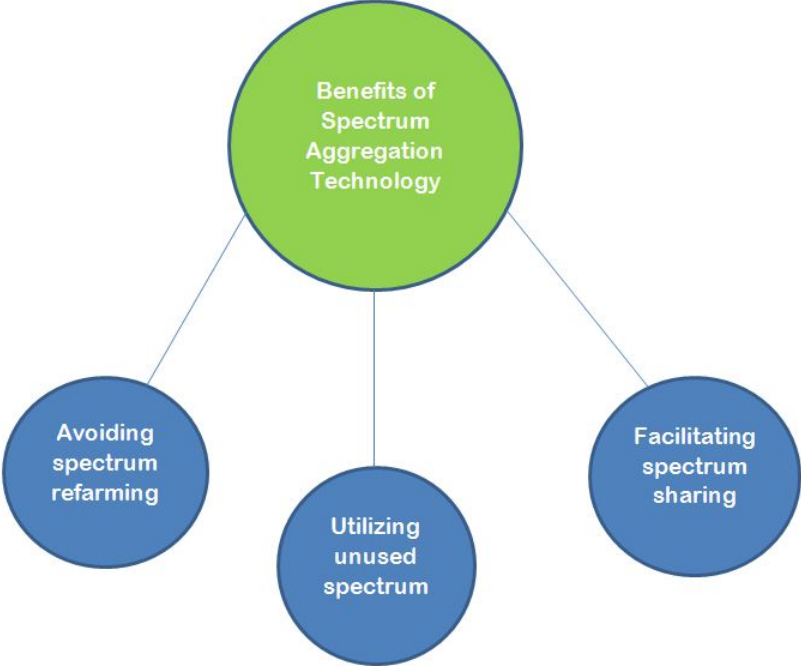 Benefits of
Spectrum
Aggregation
Technology
Avoiding
spectrum
refarming
Utilizing
unused
spectrum
Facilitating
spectrum
sharing